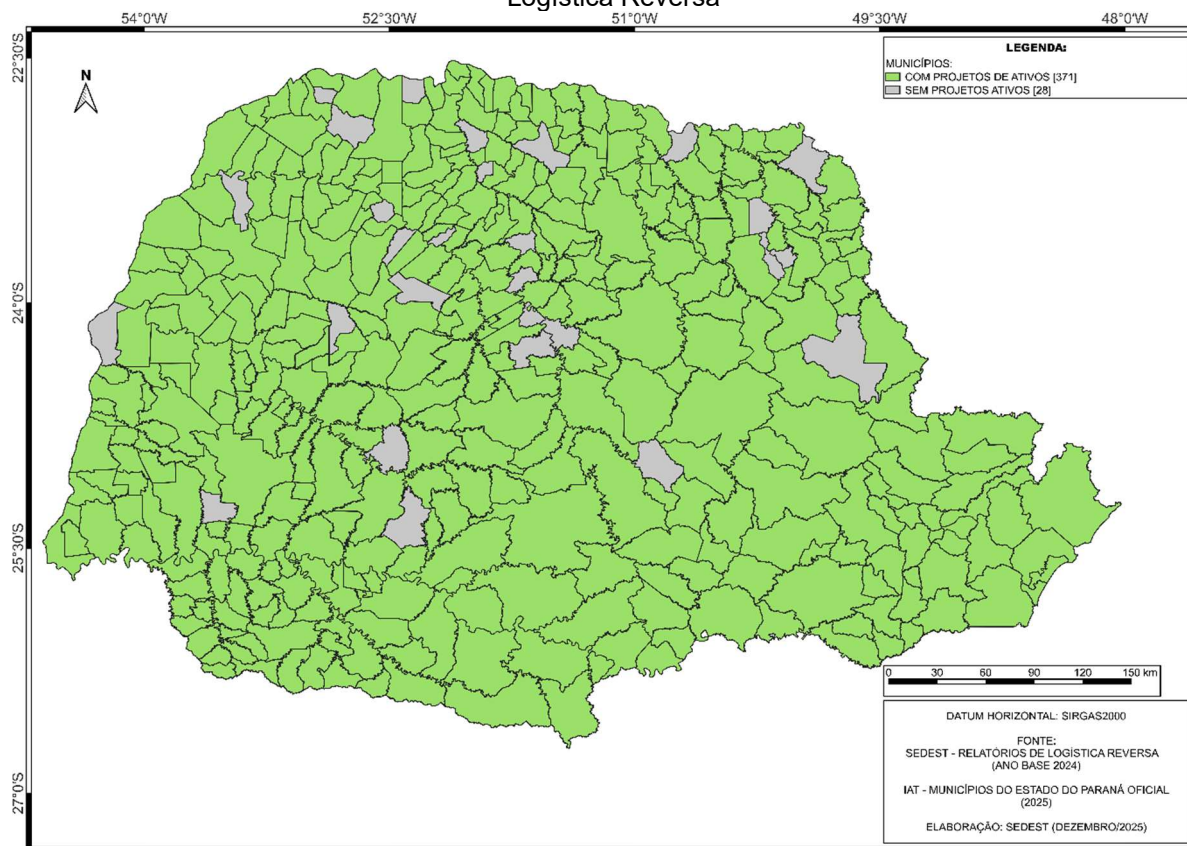 Logística Reversa
54°0'W 52°30'W 51°0'W 49°30'W 48°0'W
22°30'S
24°0'S
25°30'S
27°0'S
N
LEGENDA:
MUNICÍPIOS:
COM PROJETOS DE ATIVOS [371]
SEM PROJETOS ATIVOS [28]
0 30 60 90 120 150 km
DATUM HORIZONTAL: SIRGAS2000
FONTE:
SEDEST - RELATÓRIOS DE LOGÍSTICA REVERSA
(ANO BASE 2024)
IAT - MUNICÍPIOS DO ESTADO DO PARANÁ OFICIAL
(2025)
ELABORAÇÃO: SEDEST (DEZEMBRO/2025)